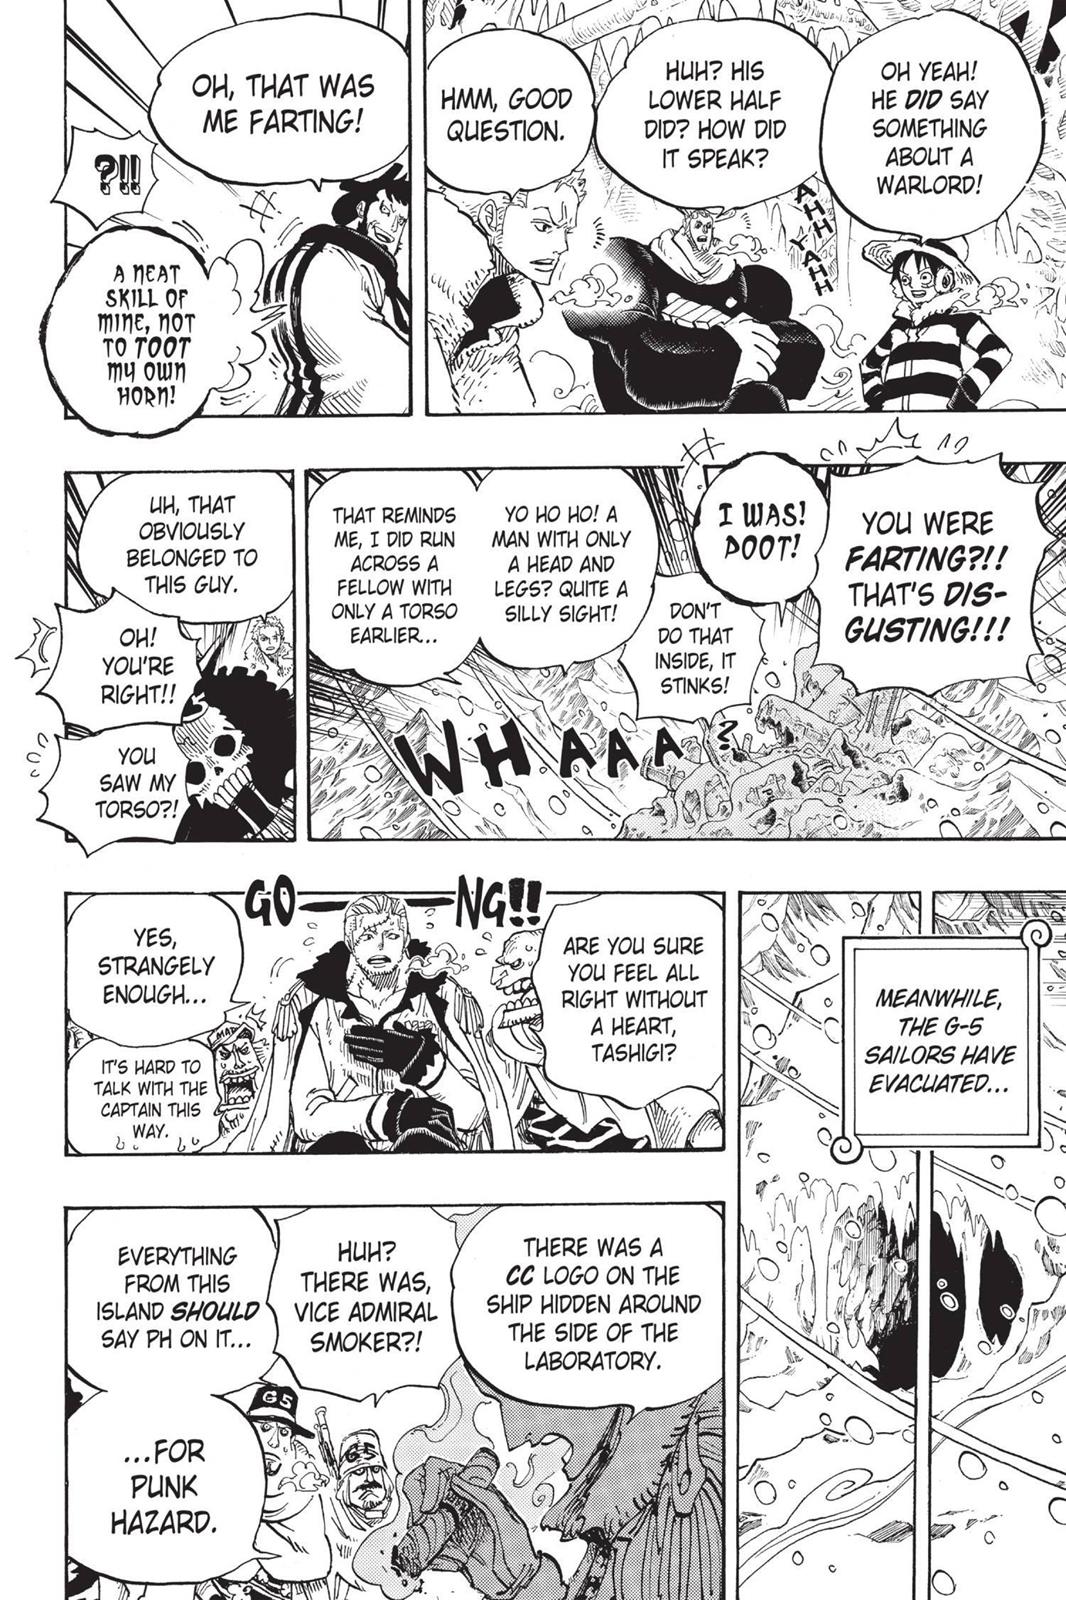 OH YEAH!
HE DID SAY
SOMETHING
ABOUT A
WARLORD!
HUH? HIS
LOWER HALF
DID? HOW DID
IT SPEAK?
AHH
YAHH
HMM, GOOD
QUESTION.
OH, THAT WAS
ME FARTING!
?!!
A NEAT
SKILL OF
MINE, NOT
TO TOOT
MY OWN
HORN!
YOU WERE
FARTING?!!
THAT'S DIS-
GUSTING!!!
I WAS!
POOT!
DON'T
DO THAT
INSIDE, IT
STINKS!
YO HO HO! A
MAN WITH ONLY
A HEAD AND
LEGS? QUITE A
SILLY SIGHT!
THAT REMINDS
ME, I DID RUN
ACROSS A
FELLOW WITH
ONLY A TORSO
EARLIER...
WHAAA?
UH, THAT
OBVIOUSLY
BELONGED TO
THIS GUY.
OH!
YOU'RE
RIGHT!!
YOU
SAW MY
TORSO?!
MEANWHILE,
THE G-5
SAILORS HAVE
EVACUATED...
ARE YOU SURE
YOU FEEL ALL
RIGHT WITHOUT
A HEART,
TASHIGI?
GO—NG!!
YES,
STRANGELY
ENOUGH...
IT'S HARD TO
TALK WITH THE
CAPTAIN THIS
WAY.
THERE WAS A
CC LOGO ON THE
SHIP HIDDEN AROUND
THE SIDE OF THE
LABORATORY.
HUH?
THERE WAS,
VICE ADMIRAL
SMOKER?!
EVERYTHING
FROM THIS
ISLAND SHOULD
SAY PH ON IT...
...FOR
PUNK
HAZARD.
G5
G-5